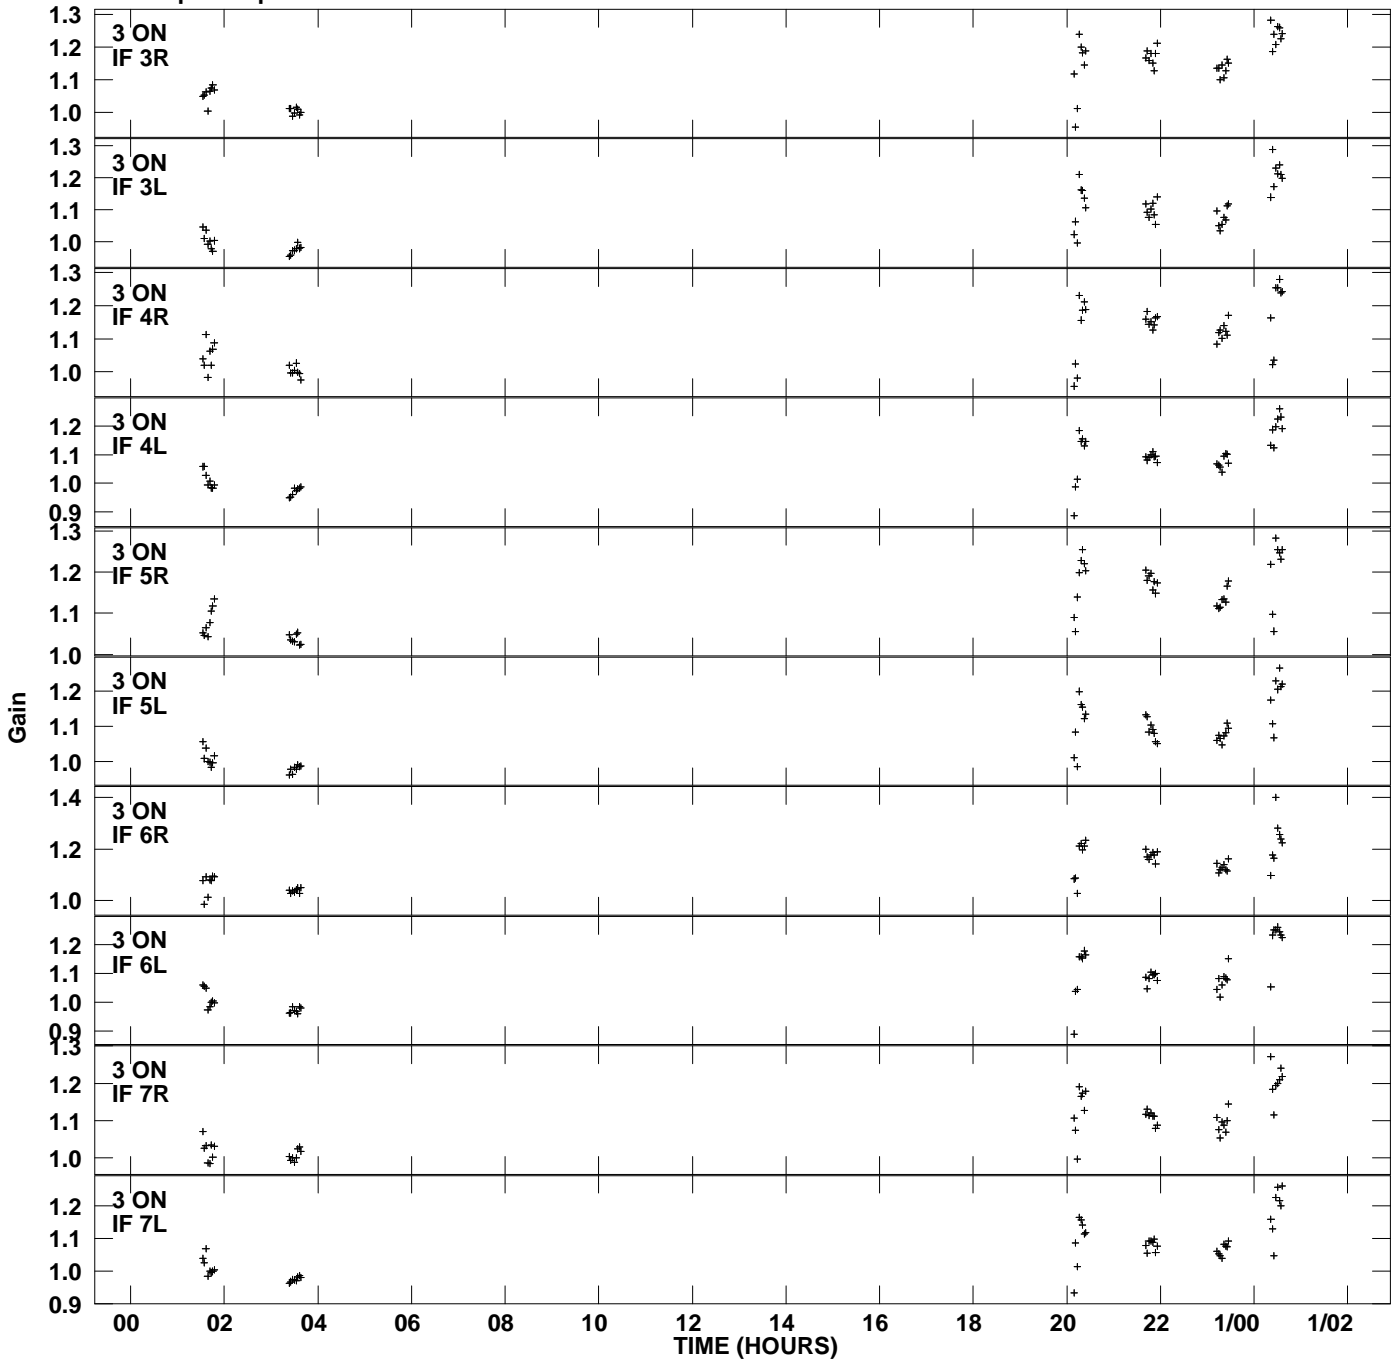 1.3
3 ON
1.2
IF 3R
1.1
1.0
1.3
3 ON
1.2
IF 3L
1.1
1.0
1.3
3 ON
1.2
IF 4R
1.1
1.0
3 ON
1.2
IF 4L
1.1
1.0
0.9
1.3
3 ON
1.2
IF 5R
1.1
1.0
3 ON
1.2
IF 5L
1.1
1.0
Gain
1.4
3 ON
1.2
IF 6R
1.0
3 ON
1.2
IF 6L
1.1
1.0
0.9
1.3
3 ON
1.2
IF 7R
1.1
1.0
3 ON
1.2
IF 7L
1.1
1.0
0.9
00 02 04 06 08 10 12 14 16 18 20 22 1/00 1/02
TIME (HOURS)